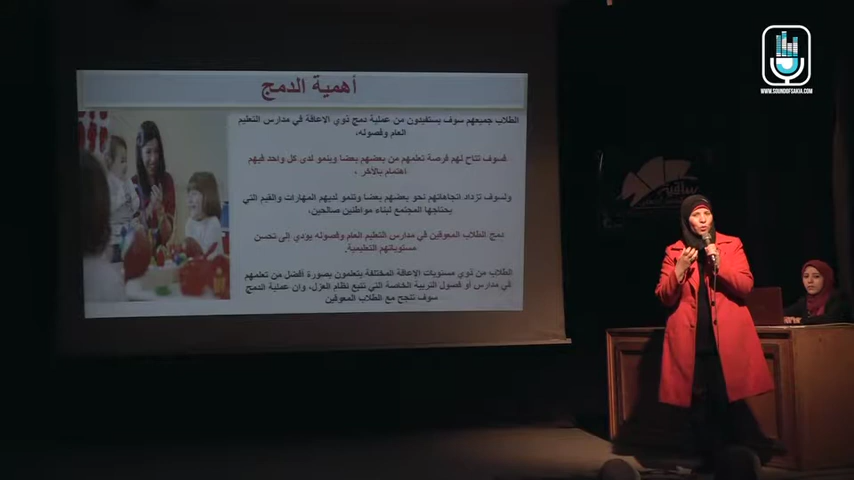 أهمية الدمج
الطلاب جميعهم سوف يستفيدون من عملية دمج ذوي الاعاقة في مدارس التعليم
العام وفصوله،
فسوف تتاح لهم فرصة تعلمهم من بعضهم بعضا وينمو لدى كل واحد فيهم
اهتمام بالآخر ،
ولسوف تزداد اتجاهاتهم نحو بعضهم بعضا وتنمو لديهم المهارات والقيم التي
يحتاجها المجتمع لبناء مواطنين صالحين،
دمج الطلاب المعوقين في مدارس التعليم العام وفصوله يؤدي إلى تحسن
مستوياتهم التعليمية.
الطلاب من ذوي مستويات الاعاقة المختلفة يتعلمون بصورة أفضل من تعلمهم
في مدارس أو فصول التربية الخاصة التي تتبع نظام العزل، وان عملية الدمج
سوف تنجح مع الطلاب المعوقين
WWW.SOUNDOFSAKIA.COM
ساقية